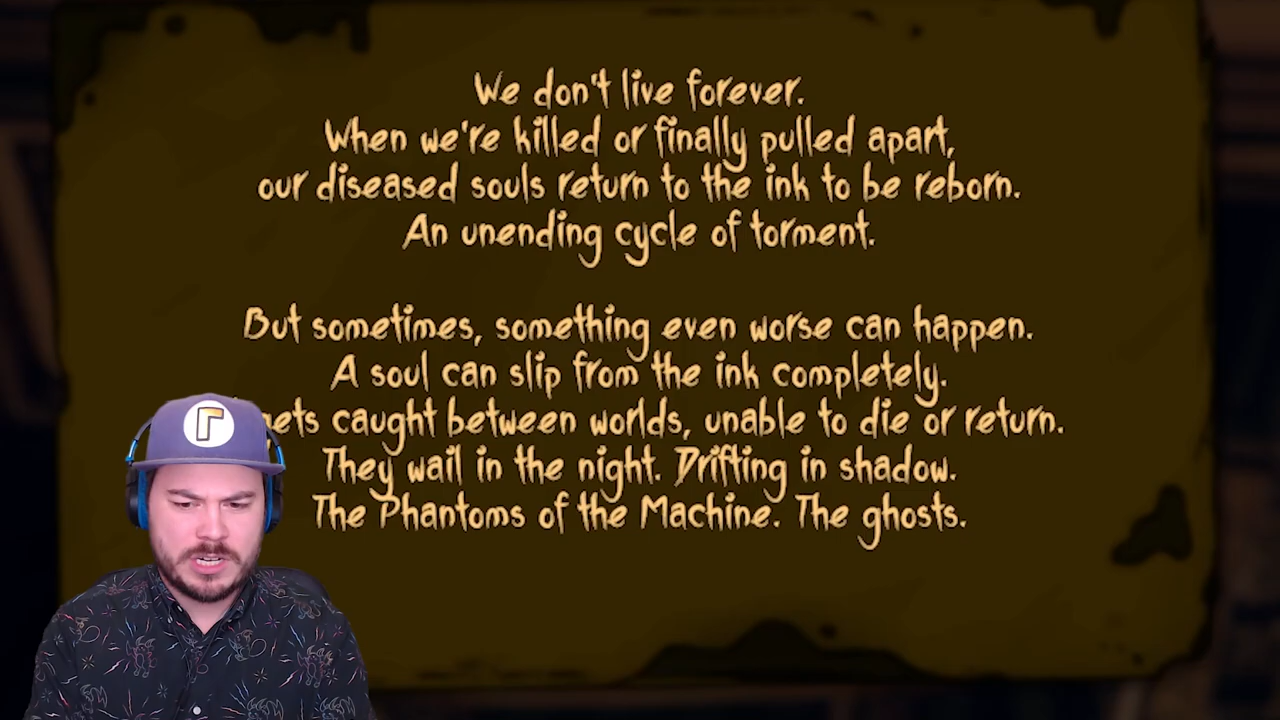 We don't live forever.
When we're killed or finally pulled apart,
our diseased souls return to the ink to be reborn.
An unending cycle of torment.
But sometimes, something even worse can happen.
A soul can slip from the ink completely.
caught between worlds, unable to die or return.
They wail in the night. Drifting in shadow.
The Phantoms of the Machine. The ghosts.